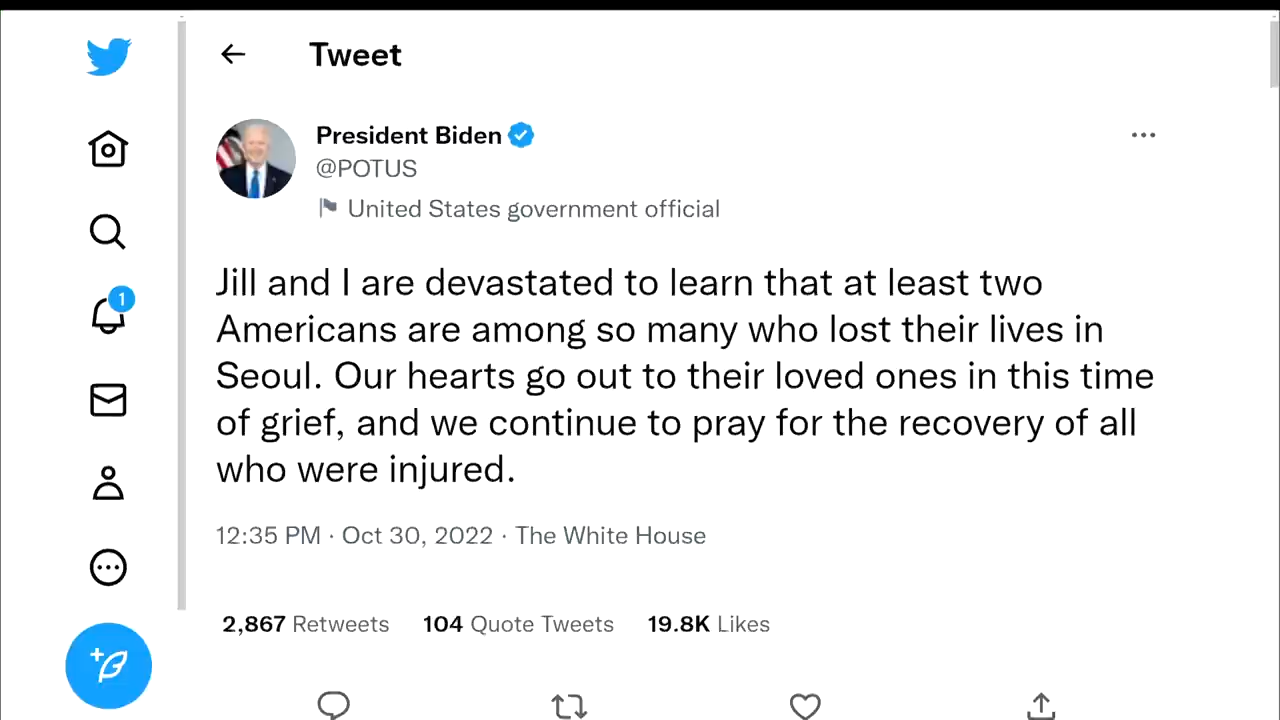 Tweet
President Biden
@POTUS
United States government official
1
Jill and I are devastated to learn that at least two
Americans are among so many who lost their lives in
Seoul. Our hearts go out to their loved ones in this time
of grief, and we continue to pray for the recovery of all
who were injured.
12:35 PM · Oct 30, 2022 · The White House
2,867 Retweets 104 Quote Tweets 19.8K Likes